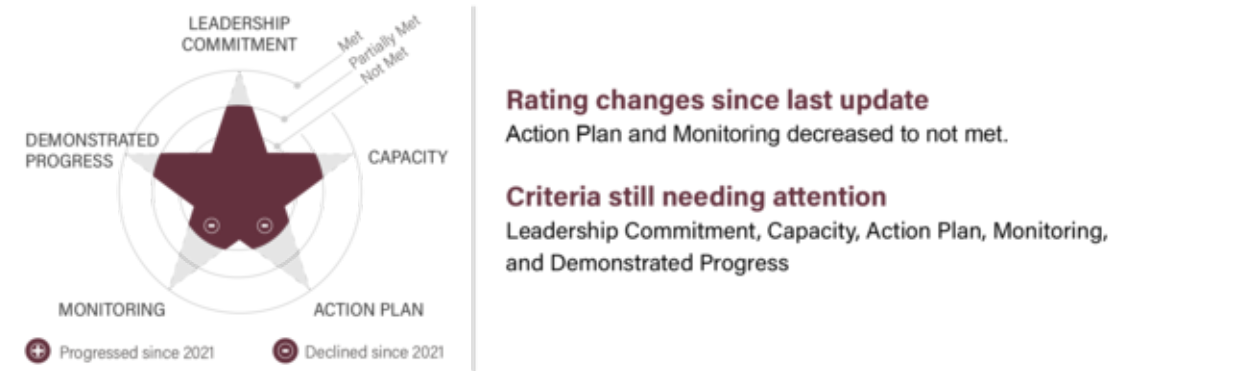 LEADERSHIP
COMMITMENT
Met
Partially Met
Not Met
DEMONSTRATED
PROGRESS
CAPACITY
MONITORING
ACTION PLAN
Progressed since 2021
Declined since 2021
Rating changes since last update
Action Plan and Monitoring decreased to not met.
Criteria still needing attention
Leadership Commitment, Capacity, Action Plan, Monitoring,
and Demonstrated Progress